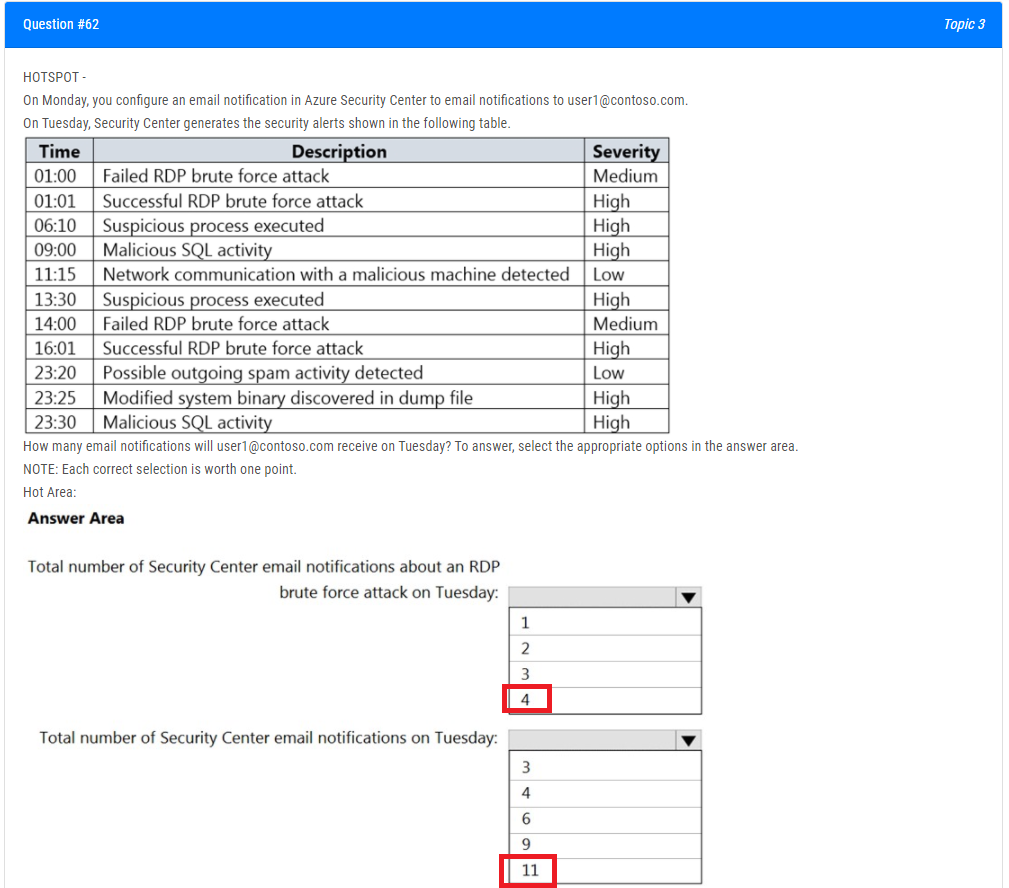 Question #62 Topic 3
HOTSPOT -
On Monday, you configure an email notification in Azure Security Center to email notifications to user1@contoso.com.
On Tuesday, Security Center generates the security alerts shown in the following table.
Time Description Severity
01:00 Failed RDP brute force attack Medium
01:01 Successful RDP brute force attack High
06:10 Suspicious process executed High
09:00 Malicious SQL activity High
11:15 Network communication with a malicious machine detected Low
13:30 Suspicious process executed High
14:00 Failed RDP brute force attack Medium
16:01 Successful RDP brute force attack High
23:20 Possible outgoing spam activity detected Low
23:25 Modified system binary discovered in dump file High
23:30 Malicious SQL activity High
How many email notifications will user1@contoso.com receive on Tuesday? To answer, select the appropriate options in the answer area.
NOTE: Each correct selection is worth one point.
Hot Area:
Answer Area
Total number of Security Center email notifications about an RDP
brute force attack on Tuesday:
1
2
3
4
Total number of Security Center email notifications on Tuesday:
3
4
6
9
11